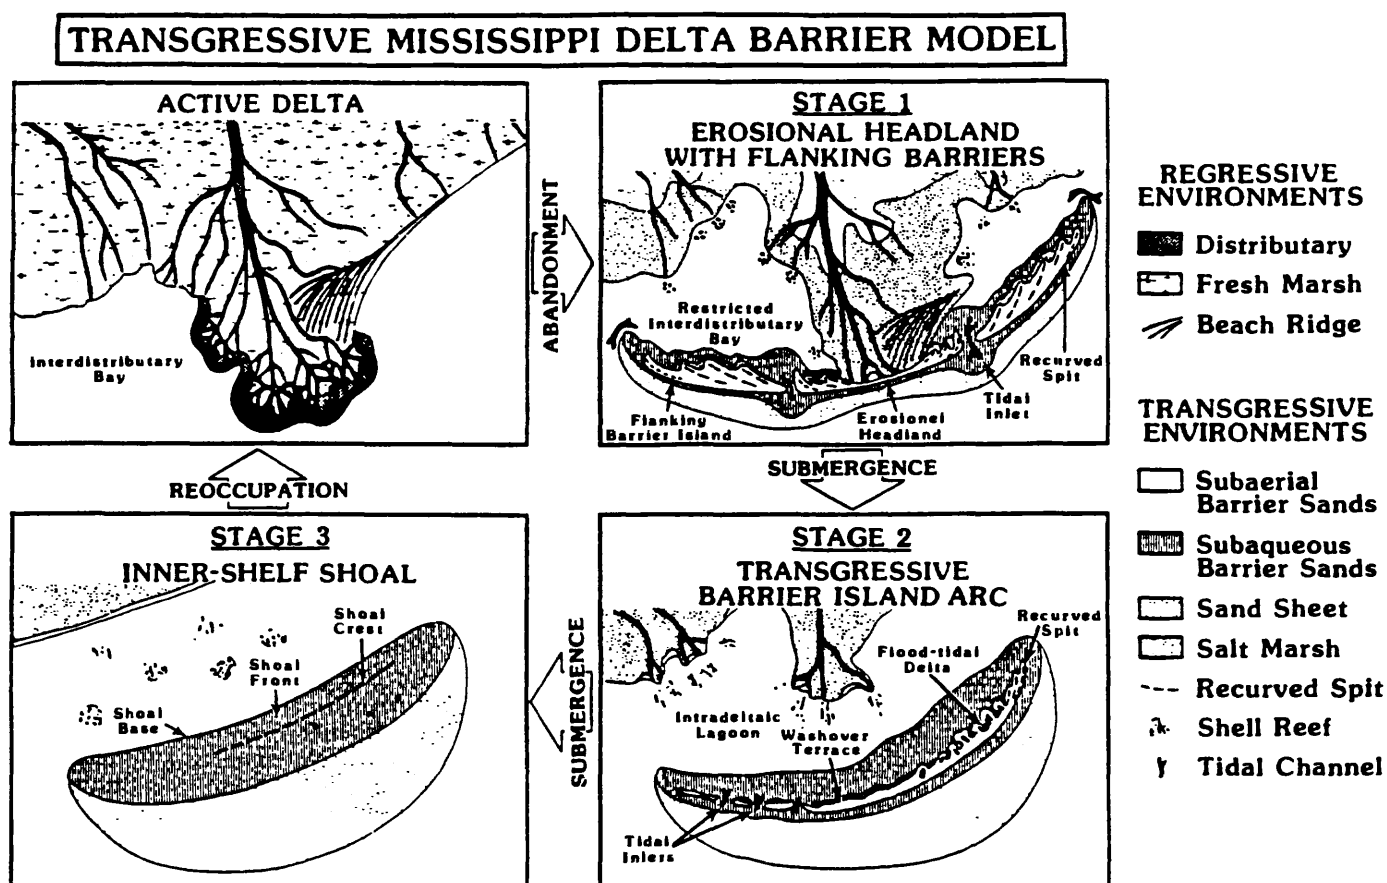 TRANSGRESSIVE MISSISSIPPI DELTA BARRIER MODEL
ACTIVE DELTA
Interdistributary
Bay
ABANDONMENT
STAGE 1
EROSIONAL HEADLAND
WITH FLANKING BARRIERS
Restricted
Interdistributary
Bay
Recurved
Spit
Tidal
Inlet
Flanking
Barrier Island
Erosionel
Headland
SUBMERGENCE
STAGE 2
TRANSGRESSIVE
BARRIER ISLAND ARC
Recurved
Spit
Flood-tidal
Delta
Intradeltaic
Lagoon
Washover
Terrace
Tidal
Inlers
SUBMERGENCE
STAGE 3
INNER-SHELF SHOAL
Shoal
Crest
Shoal
Front
Shoal
Base
REOCCUPATION
REGRESSIVE
ENVIRONMENTS
Distributary
Fresh Marsh
Beach Ridge
TRANSGRESSIVE
ENVIRONMENTS
Subaerial
Barrier Sands
Subaqueous
Barrier Sands
Sand Sheet
Salt Marsh
Recurved Spit
Shell Reef
Tidal Channel